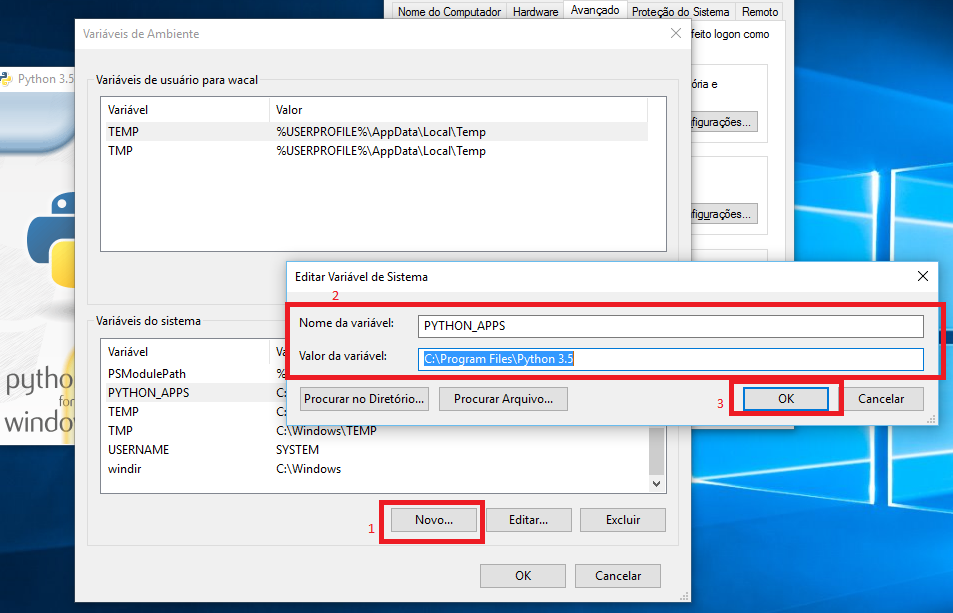 Nome do Computador Hardware Avançado Proteção do Sistema Remoto
Variáveis de Ambiente
feito logon como
Python 3.5
Variáveis de usuário para wacal
ória e
Variável Valor
TEMP %USERPROFILE%\AppData\Local\Temp
TMP %USERPROFILE%\AppData\Local\Temp
nfigurações...
nfigurações...
Editar Variável de Sistema
2
Nome da variável: PYTHON_APPS
Valor da variável: C:\Program Files\Python 3.5
Procurar no Diretório... Procurar Arquivo... 3 OK Cancelar
Variáveis do sistema
Variável Va
PSModulePath %
PYTHON_APPS C:
TEMP C:
TMP C:\Windows\TEMP
USERNAME SYSTEM
windir C:\Windows
pytho
for
window
1 Novo... Editar... Excluir
OK Cancelar